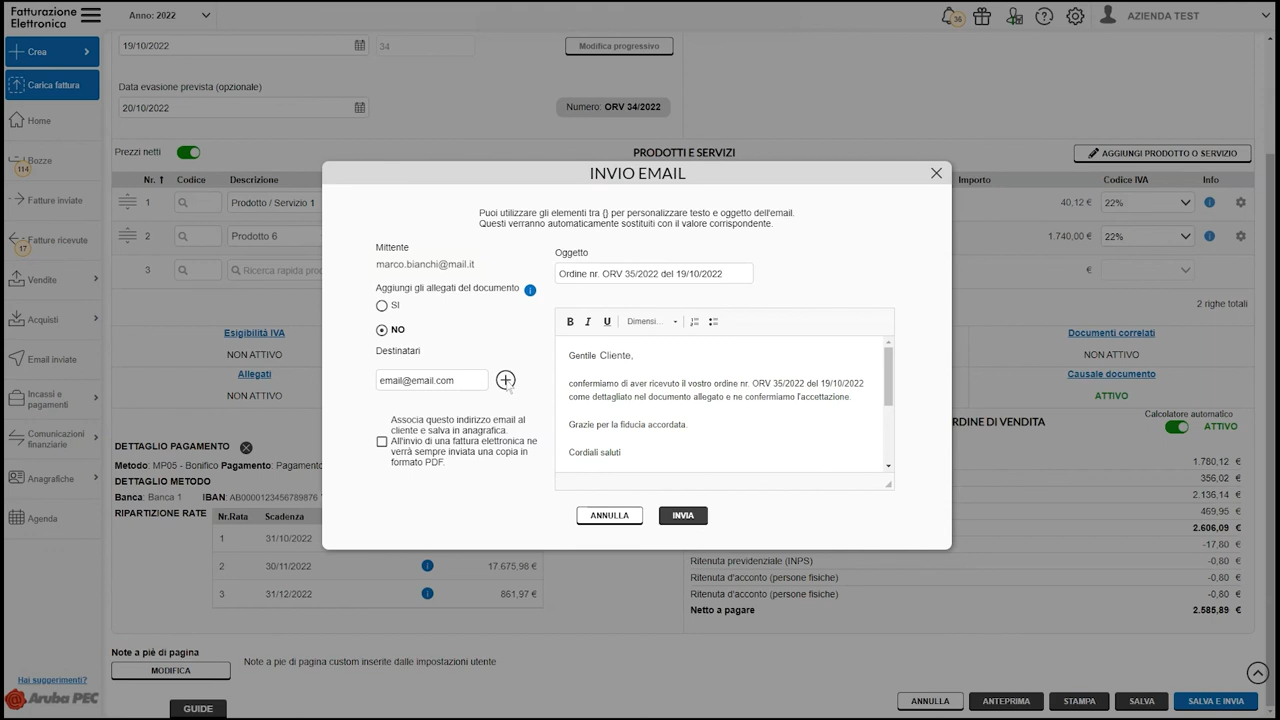 Fatturazione
Elettronica
Anno: 2022
36
AZIENDA TEST
Crea
Carica fattura
Home
Bozze
114
Fatture inviate
Fatture ricevute
17
Vendite
Acquisti
Email inviate
Incassi e
pagamenti
Comunicazioni
finanziarie
Anagrafiche
Agenda
Hai suggerimenti?
Aruba PEC
19/10/2022
34
Modifica progressivo
Data evasione prevista (opzionale)
20/10/2022
Numero: ORV 34/2022
Prezzi netti
PRODOTTI E SERVIZI
AGGIUNGI PRODOTTO O SERVIZIO
Nr. ↑ Codice Descrizione Importo Codice IVA Info
1 Prodotto / Servizio 1 40,12 € 22%
2 Prodotto 6 1.740,00 € 22%
3 Ricerca rapida pro €
2 righe totali
Esigibilità IVA
NON ATTIVO
Allegati
NON ATTIVO
Documenti correlati
NON ATTIVO
Causale documento
ATTIVO
INVIO EMAIL
Puoi utilizzare gli elementi tra {} per personalizzare testo e oggetto dell'email.
Questi verranno automaticamente sostituiti con il valore corrispondente.
Mittente
marco.bianchi@mail.it
Aggiungi gli allegati del documento
SI
NO
Destinatari
email@email.com
Associa questo indirizzo email al
cliente e salva in anagrafica.
All'invio di una fattura elettronica ne
verrà sempre inviata una copia in
formato PDF.
Oggetto
Ordine nr. ORV 35/2022 del 19/10/2022
B I U Dimensi...
Gentile Cliente,
confermiamo di aver ricevuto il vostro ordine nr. ORV 35/2022 del 19/10/2022
come dettagliato nel documento allegato e ne confermiamo l'accettazione.
Grazie per la fiducia accordata.
Cordiali saluti
ANNULLA
INVIA
DETTAGLIO PAGAMENTO
Metodo: MP05 - Bonifico Pagamento: Pagamento
DETTAGLIO METODO
Banca: Banca 1 IBAN: AB0000123456789876
RIPARTIZIONE RATE
Nr.Rata Scadenza
1 31/10/2022
2 30/11/2022 17.675,98 €
3 31/12/2022 861,97 €
RDINE DI VENDITA
Calcolatore automatico
ATTIVO
1.780,12 €
356,02 €
2.136,14 €
469,95 €
2.606,09 €
-17,80 €
Ritenuta previdenziale (INPS) -0,80 €
Ritenuta d'acconto (persone fisiche) -0,80 €
Ritenuta d'acconto (persone fisiche) -0,80 €
Netto a pagare 2.585,89 €
Note a piè di pagina
MODIFICA
Note a pie di pagina custom inserite dalle impostazioni utente
GUIDE
ANNULLA
ANTEPRIMA
STAMPA
SALVA
SALVA E INVIA